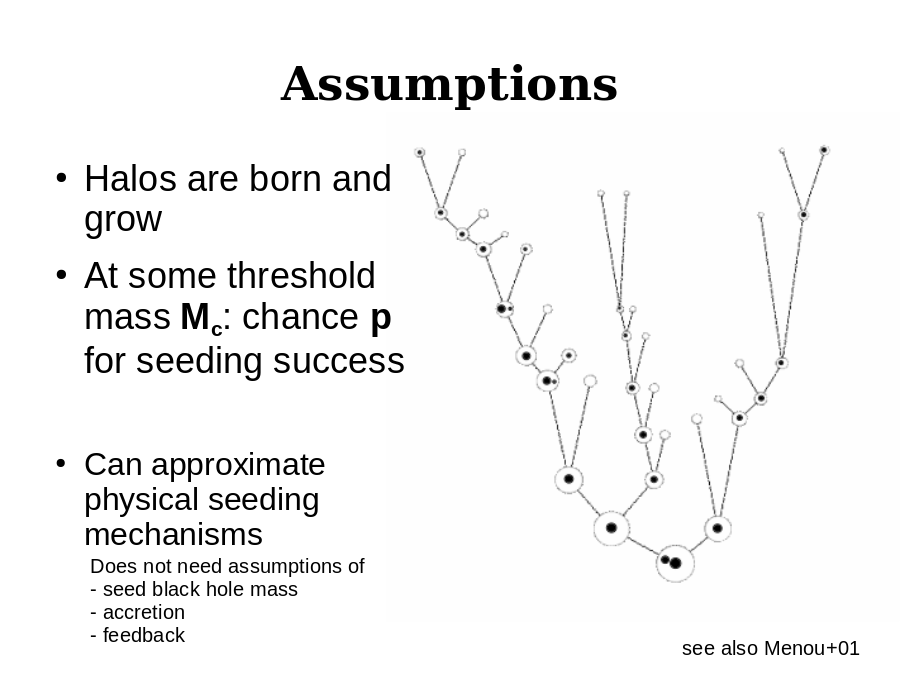 Assumptions
• Halos are born and
grow
• At some threshold
mass Mc: chance p
for seeding success
• Can approximate
physical seeding
mechanisms
Does not need assumptions of
- seed black hole mass
- accretion
- feedback
see also Menou+01